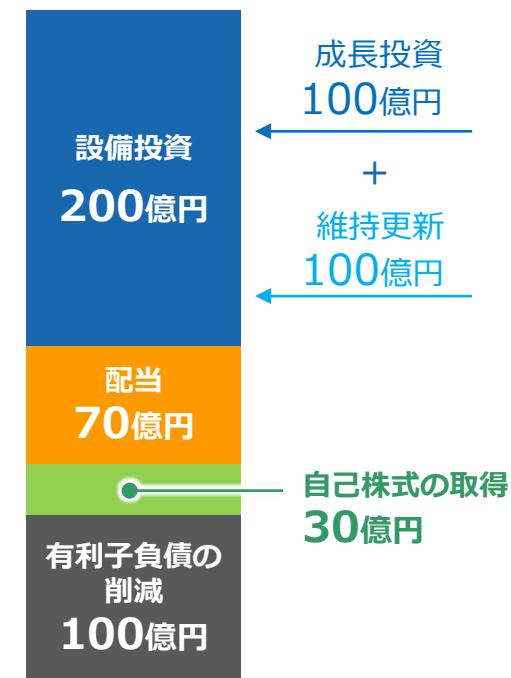 設備投資
200億円
成長投資
100億円
＋
維持更新
100億円
配当
70億円
自己株式の取得
30億円
有利子負債の
削減
100億円